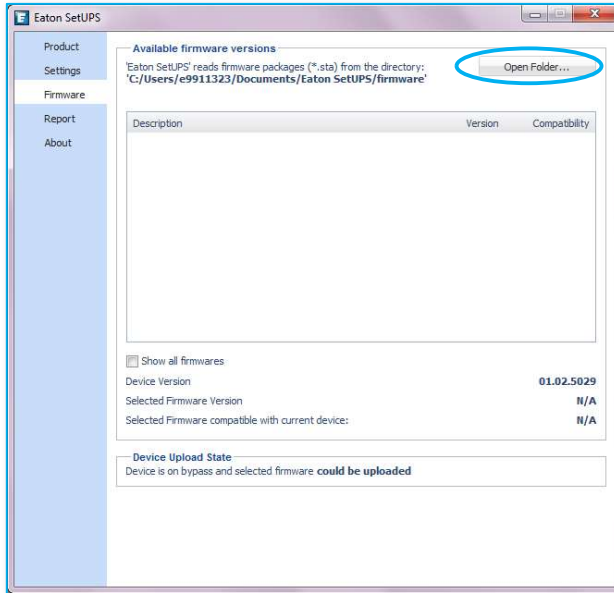 Eaton SetUPS
Product
Settings
Firmware
Report
About
Available firmware versions
'Eaton SetUPS' reads firmware packages (*.sta) from the directory:
'C:/Users/e9911323/Documents/Eaton SetUPS/firmware'
Open Folder...
Description Version Compatibility
Show all firmwares
Device Version 01.02.5029
Selected Firmware Version N/A
Selected Firmware compatible with current device: N/A
Device Upload State
Device is on bypass and selected firmware could be uploaded